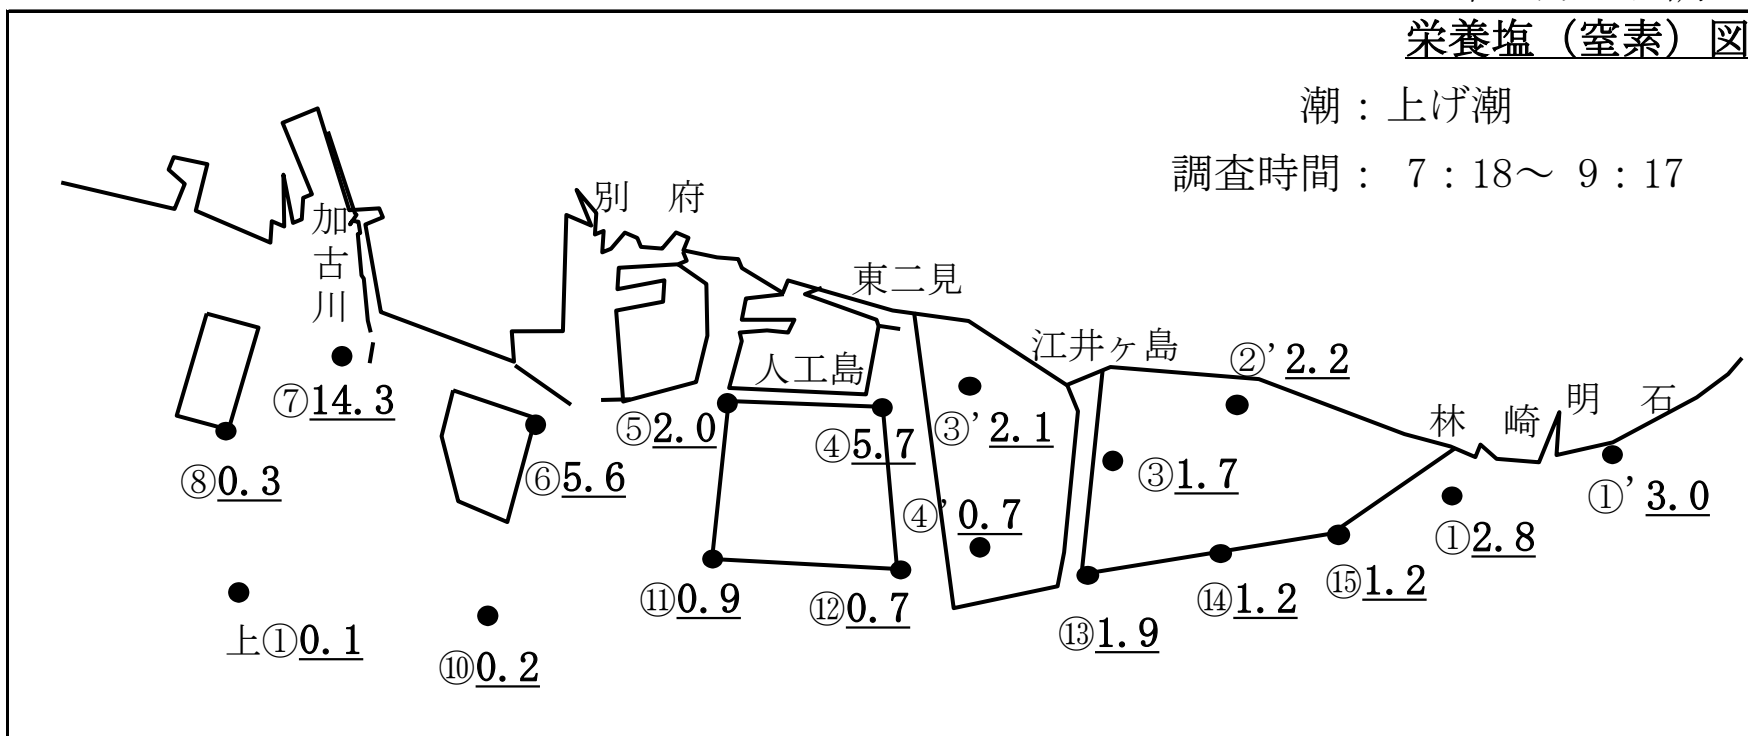 栄養塩（窒素）図
潮：上げ潮
調査時間： 7：18～ 9：17
別 府
加古川
東二見
江井ヶ島
②’2.2
人工島
明 石
林 崎
⑦14.3
⑤2.0
④5.7
③’2.1
⑧0.3
⑥5.6
③1.7
①’3.0
④’0.7
①2.8
⑪0.9
⑫0.7
⑭1.2
⑮1.2
上①0.1
⑩0.2
⑬1.9